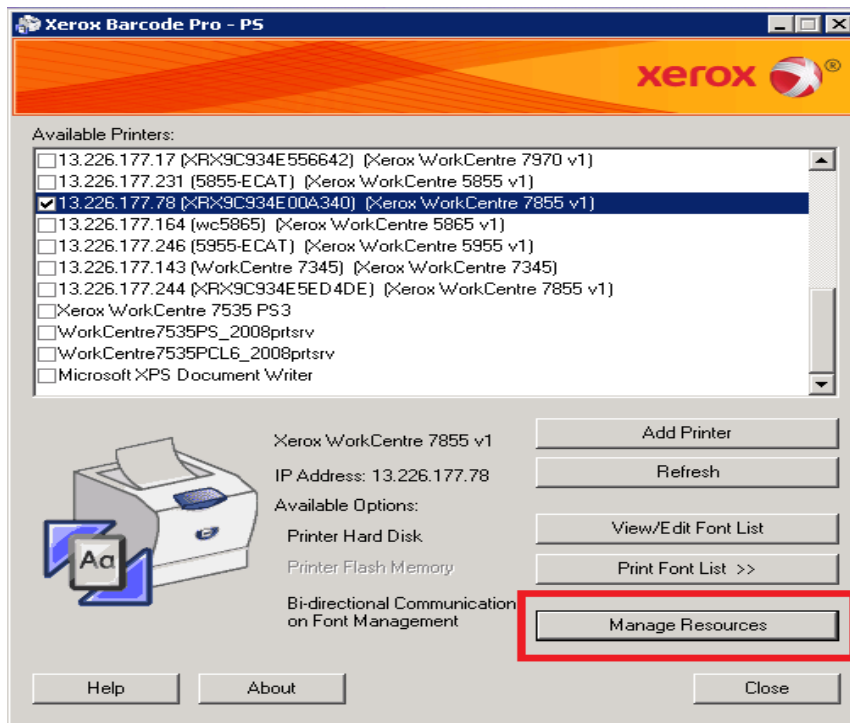 Xerox Barcode Pro - PS
xerox ®
Available Printers:
13.226.177.17 (XRX9C934E556642) (Xerox WorkCentre 7970 v1)
13.226.177.231 (5855-ECAT) (Xerox WorkCentre 5855 v1)
13.226.177.78 (XRX9C934E00A340) (Xerox WorkCentre 7855 v1)
13.226.177.164 (wc5865) (Xerox WorkCentre 5865 v1)
13.226.177.246 (5955-ECAT) (Xerox WorkCentre 5955 v1)
13.226.177.143 (WorkCentre 7345) (Xerox WorkCentre 7345)
13.226.177.244 (XRX9C934E5ED4DE) (Xerox WorkCentre 7855 v1)
Xerox WorkCentre 7535 PS3
WorkCentre7535PS_2008prtsrv
WorkCentre7535PCL6_2008prtsrv
Microsoft XPS Document Writer
Xerox WorkCentre 7855 v1
Add Printer
IP Address: 13.226.177.78
Refresh
Available Options:
Printer Hard Disk
View/Edit Font List
Printer Flash Memory
Print Font List >>
Bi-directional Communication
on Font Management
Manage Resources
Aa
Help
About
Close